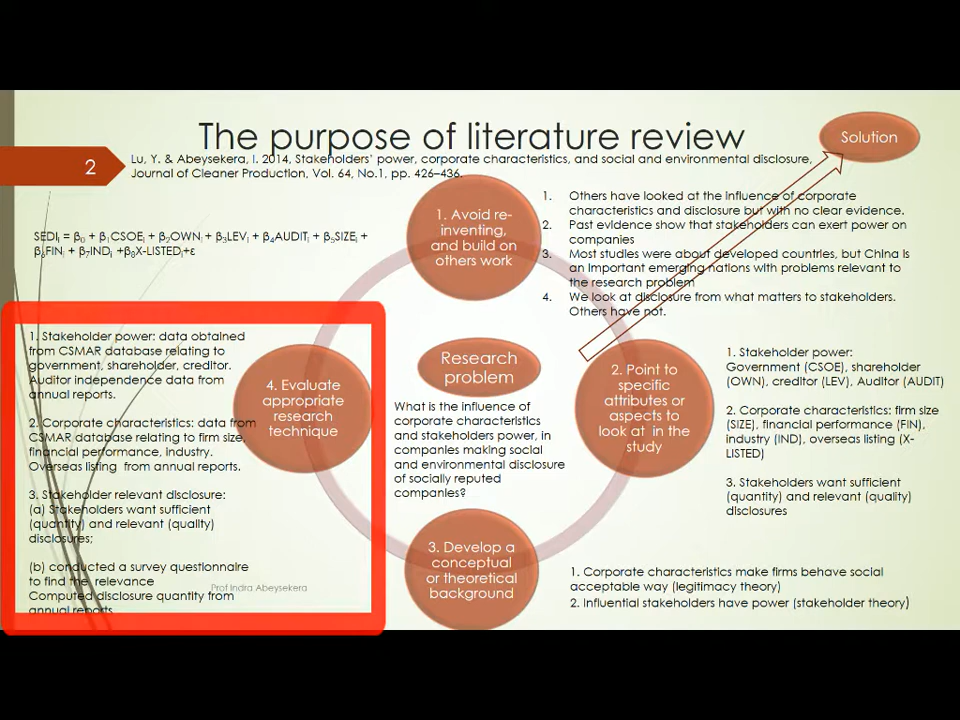 The purpose of literature review
Solution
2
Lu, Y. & Abeysekera, I. 2014, Stakeholders' power, corporate characteristics, and social and environmental disclosure,
Journal of Cleaner Production, Vol. 64, No.1, pp. 426–436.
SEDIi = β0 + β1CSOEi + β2OWNi + β3LEVi + β4AUDITi + β5SIZEi +
β6FINi + β7INDi +β8X-LISTEDi+ε
1. Avoid re-
inventing,
and build on
others work
1. Others have looked at the influence of corporate
characteristics and disclosure but with no clear evidence.
2. Past evidence show that stakeholders can exert power on
companies
3. Most studies were about developed countries, but China is
an important emerging nations with problems relevant to
the research problem
4. We look at disclosure from what matters to stakeholders.
Others have not.
1. Stakeholder power: data obtained
from CSMAR database relating to
government, shareholder, creditor.
Auditor independence data from
annual reports.
2. Corporate characteristics: data from
CSMAR database relating to firm size,
financial performance, industry.
Overseas listing from annual reports.
3. Stakeholder relevant disclosure:
(a) Stakeholders want sufficient
(quantity) and relevant (quality)
disclosures;
(b) conducted a survey questionnaire
to find the relevance
Computed disclosure quantity from
annual reports
4. Evaluate
appropriate
research
technique
Research
problem
What is the influence of
corporate characteristics
and stakeholders power, in
companies making social
and environmental disclosure
of socially reputed
companies?
2. Point to
specific
attributes or
aspects to
look at in the
study
1. Stakeholder power:
Government (CSOE), shareholder
(OWN), creditor (LEV), Auditor (AUDIT)
2. Corporate characteristics: firm size
(SIZE), financial performance (FIN),
industry (IND), overseas listing (X-
LISTED)
3. Stakeholders want sufficient
(quantity) and relevant (quality)
disclosures
3. Develop a
conceptual
or theoretical
background
1. Corporate characteristics make firms behave social
acceptable way (legitimacy theory)
2. Influential stakeholders have power (stakeholder theory)
Prof Indra Abeysekera